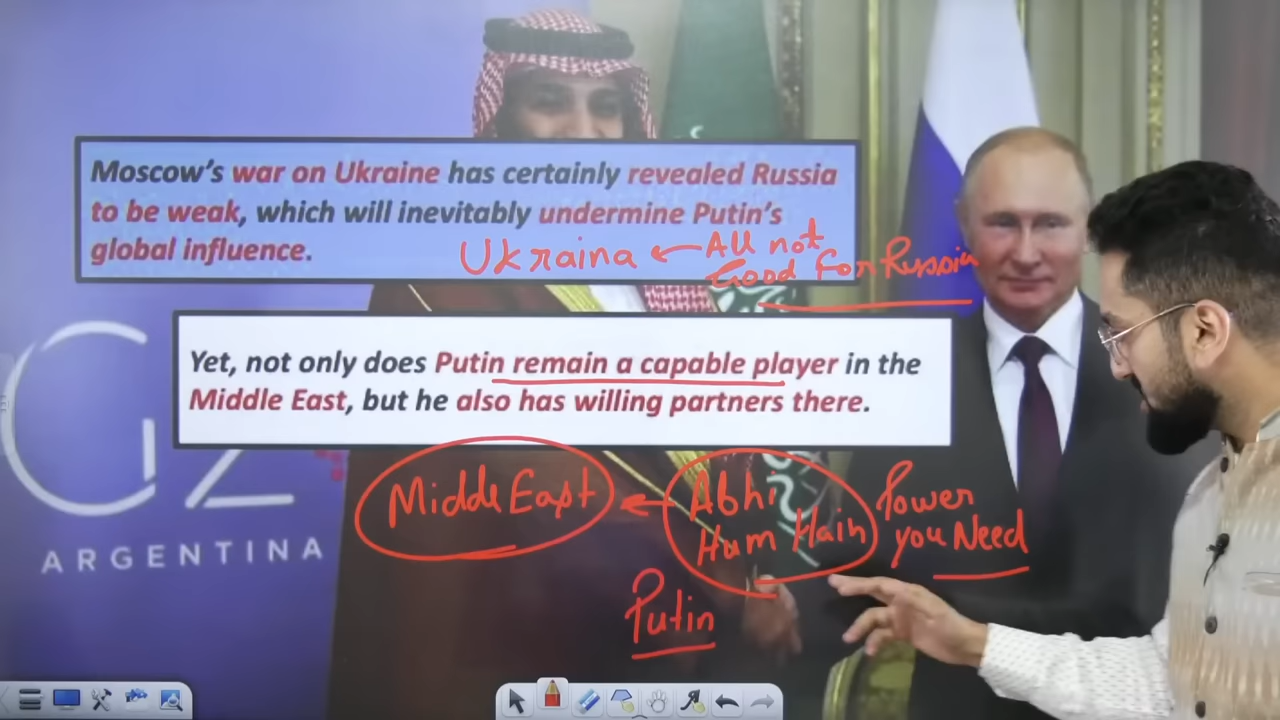 Moscow's war on Ukraine has certainly revealed Russia
to be weak, which will inevitably undermine Putin's
global influence.
Ukraina ← All not
Good for Russia
Yet, not only does Putin remain a capable player in the
Middle East, but he also has willing partners there.
G2
ARGENTINA
Midde East ← Abhi
Hum Hain
Power
you Need
Putin